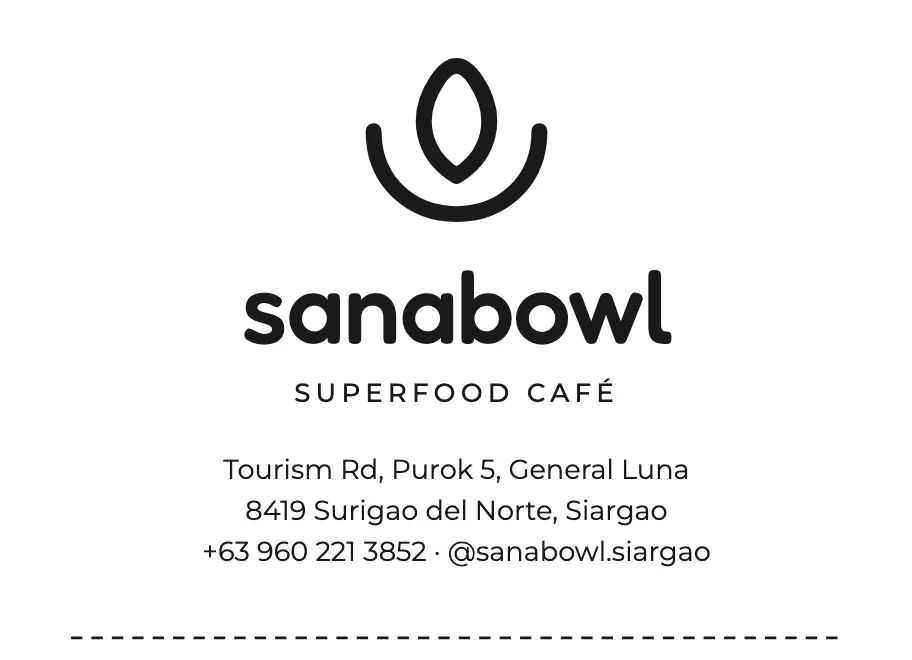 sanabowl
SUPERFOOD CAFÉ
Tourism Rd, Purok 5, General Luna
8419 Surigao del Norte, Siargao
+63 960 221 3852 · @sanabowl.siargao